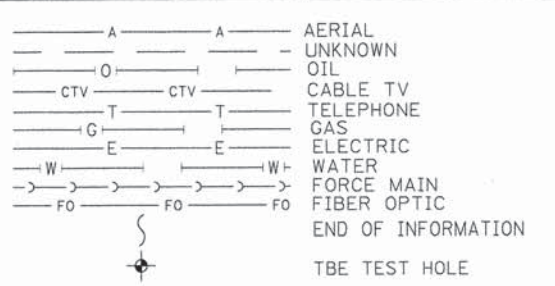 A A AERIAL
UNKNOWN
O OIL
CTV CTV CABLE TV
T T TELEPHONE
G GAS
E E ELECTRIC
W W WATER
FORCE MAIN
FO FO FO FIBER OPTIC
END OF INFORMATION
TBE TEST HOLE